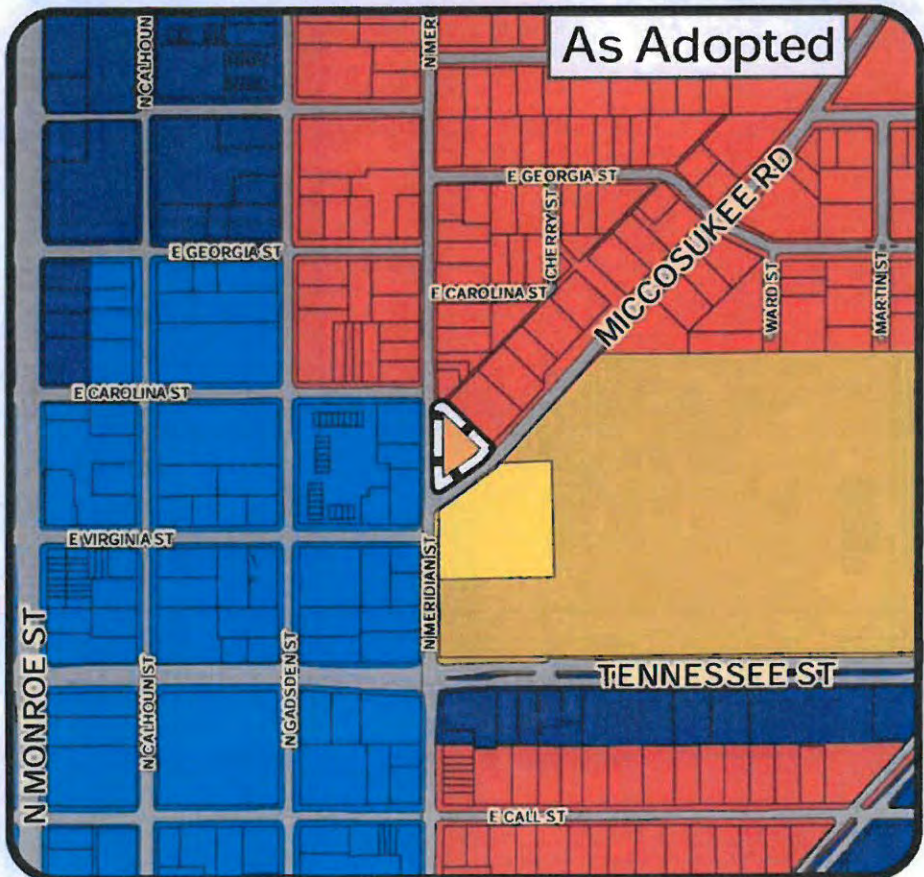 As Adopted
N CALHOUN
N MER
E GEORGIA ST
CHERRY ST
MICCOSUKEE RD
E GEORGIA ST
E CAROLINA ST
WARD ST
MARTIN ST
E CAROLINA ST
E VIRGINIA ST
N MERIDIAN ST
N MONROE ST
N CALHOUN ST
N GADSDEN ST
TENNESSEE ST
E CALL ST